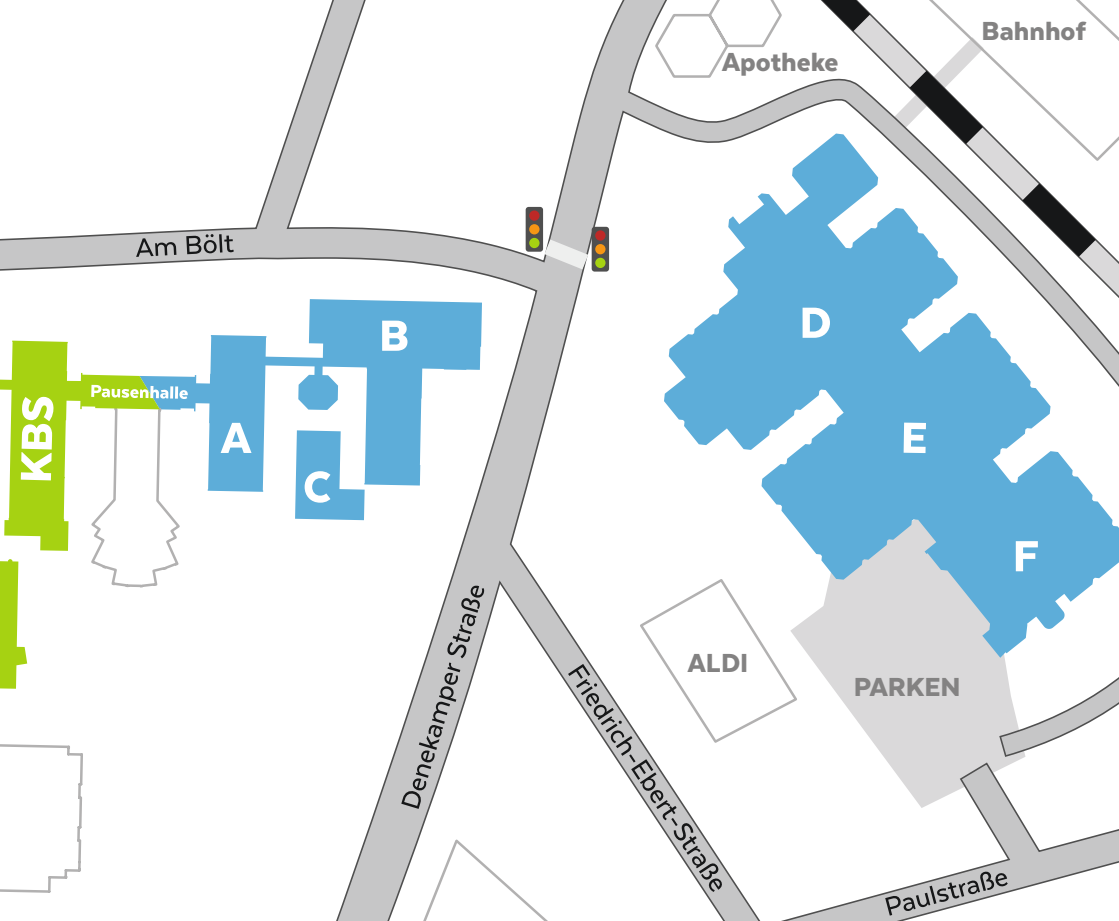 Bahnhof
Apotheke
Am Bölt
D
B
Pausenhalle
KBS
A
E
C
F
Denekamper Straße
ALDI
PARKEN
Friedrich-Ebert-Straße
Paulstraße